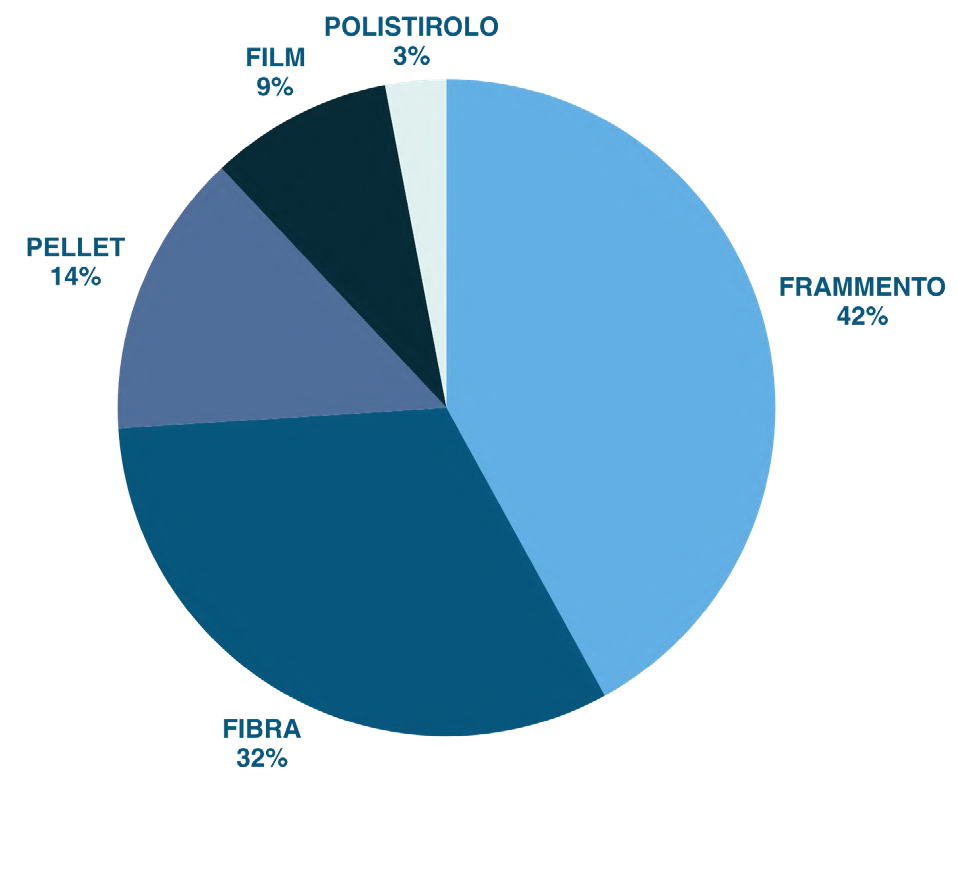 POLISTIROLO
3%
FILM
9%
PELLET
14%
FRAMMENTO
42%
FIBRA
32%